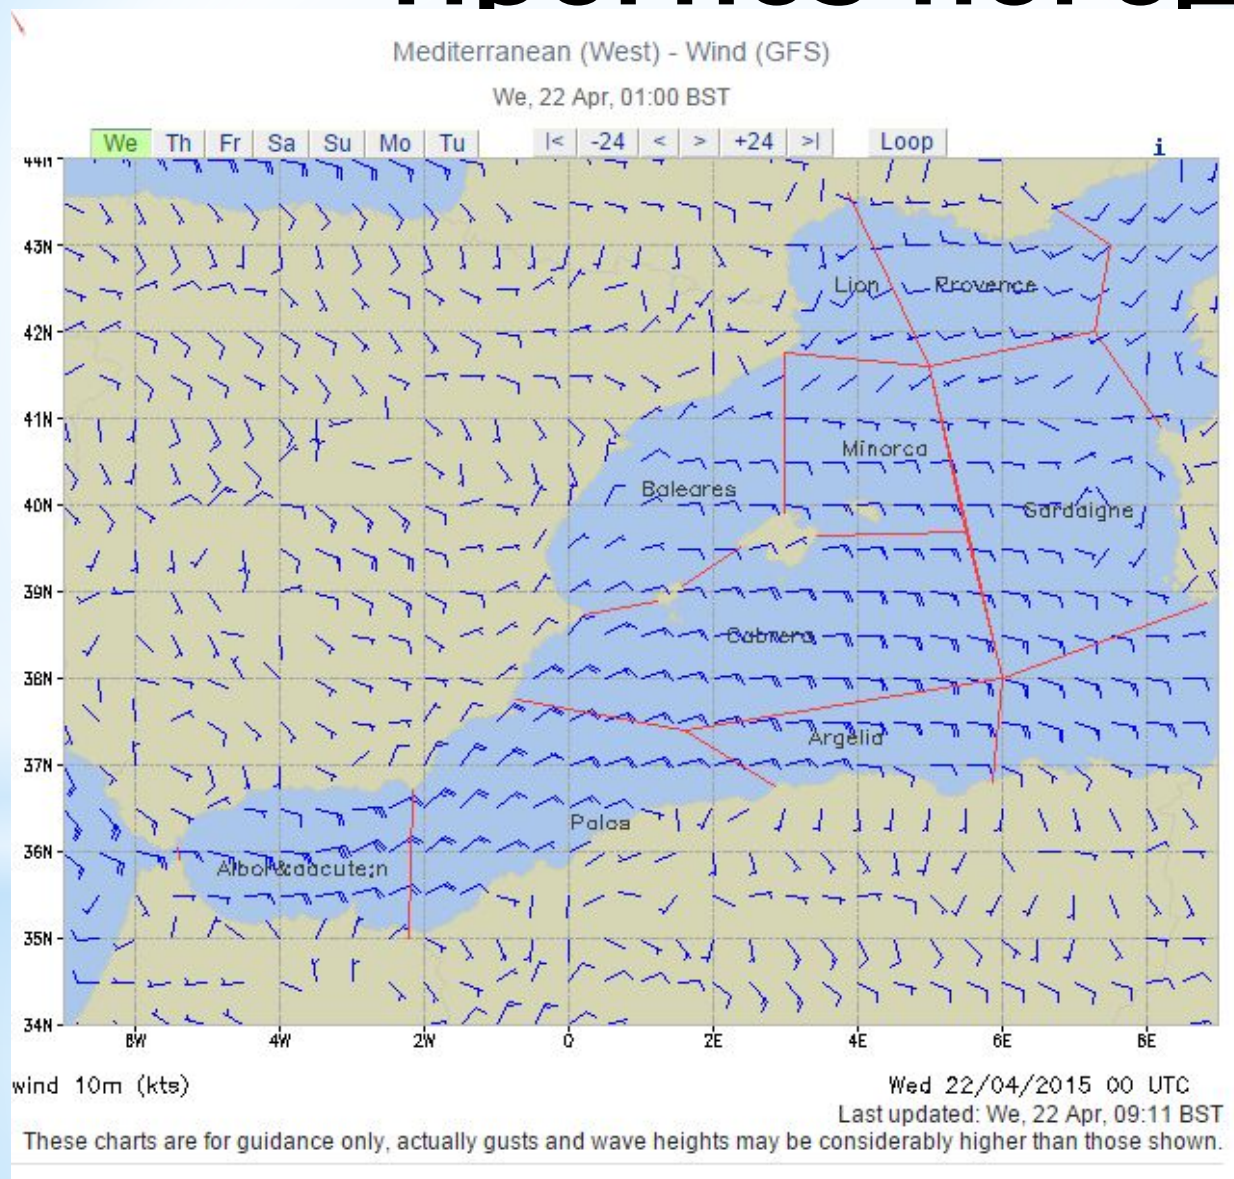 Mediterranean (West) - Wind (GFS)
We, 22 Apr, 01:00 BST
We Th Fr Sa Su Mo Tu |< -24 < > +24 >| Loop i
44N
43N
Lion Provence
42N
41N
Minorca
Baleares
40N
Sardaigne
39N
Cabrera
38N
Argelia
37N
Palos
36N
Albor&aacute;n
35N
34N
8W 4W 2W 0 2E 4E 6E 8E
wind 10m (kts) Wed 22/04/2015 00 UTC
Last updated: We, 22 Apr, 09:11 BST
These charts are for guidance only, actually gusts and wave heights may be considerably higher than those shown.